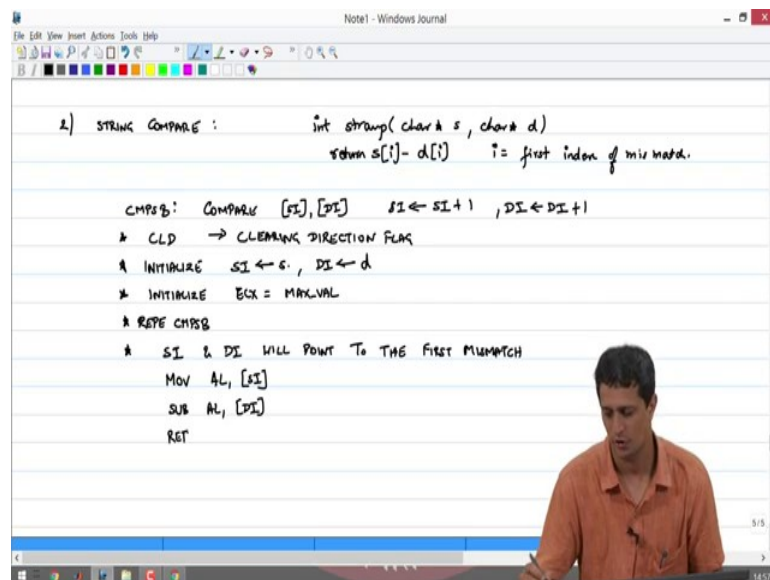 Note1 - Windows Journal
File Edit View Insert Actions Tools Help
B I
2) STRING COMPARE : int strcmp( char* s , char* d)
return s[i] - d[i] i = first index of mismatch.
CMPSB: COMPARE [SI], [DI] SI ← SI + 1 , DI ← DI + 1
* CLD → CLEARING DIRECTION FLAG
* INITIALIZE SI ← s. , DI ← d
* INITIALIZE ECX = MAX_VAL
* REPE CMPSB
* SI & DI WILL POINT TO THE FIRST MISMATCH
MOV AL, [SI]
SUB AL, [DI]
RET
5/5